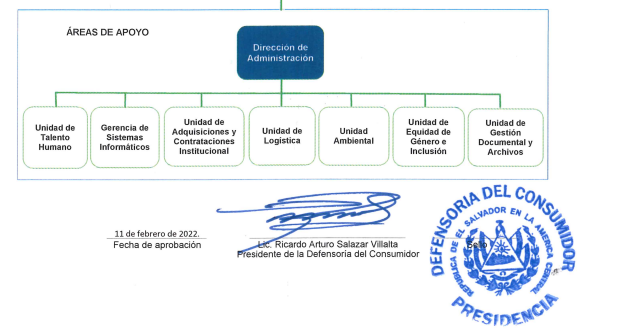 ÁREAS DE APOYO
Dirección de
Administración
Unidad de
Talento
Humano
Gerencia de
Sistemas
Informáticos
Unidad de
Adquisiciones y
Contrataciones
Institucional
Unidad de
Logística
Unidad
Ambiental
Unidad de
Equidad de
Género e
Inclusión
Unidad de
Gestión
Documental y
Archivos
11 de febrero de 2022.
Fecha de aprobación
Lic. Ricardo Arturo Salazar Villalta
Presidente de la Defensoría del Consumidor
Sello
DEFENSORIA DEL CONSUMIDOR
REPUBLICA DE EL SALVADOR EN LA AMERICA CENTRAL
PRESIDENCIA